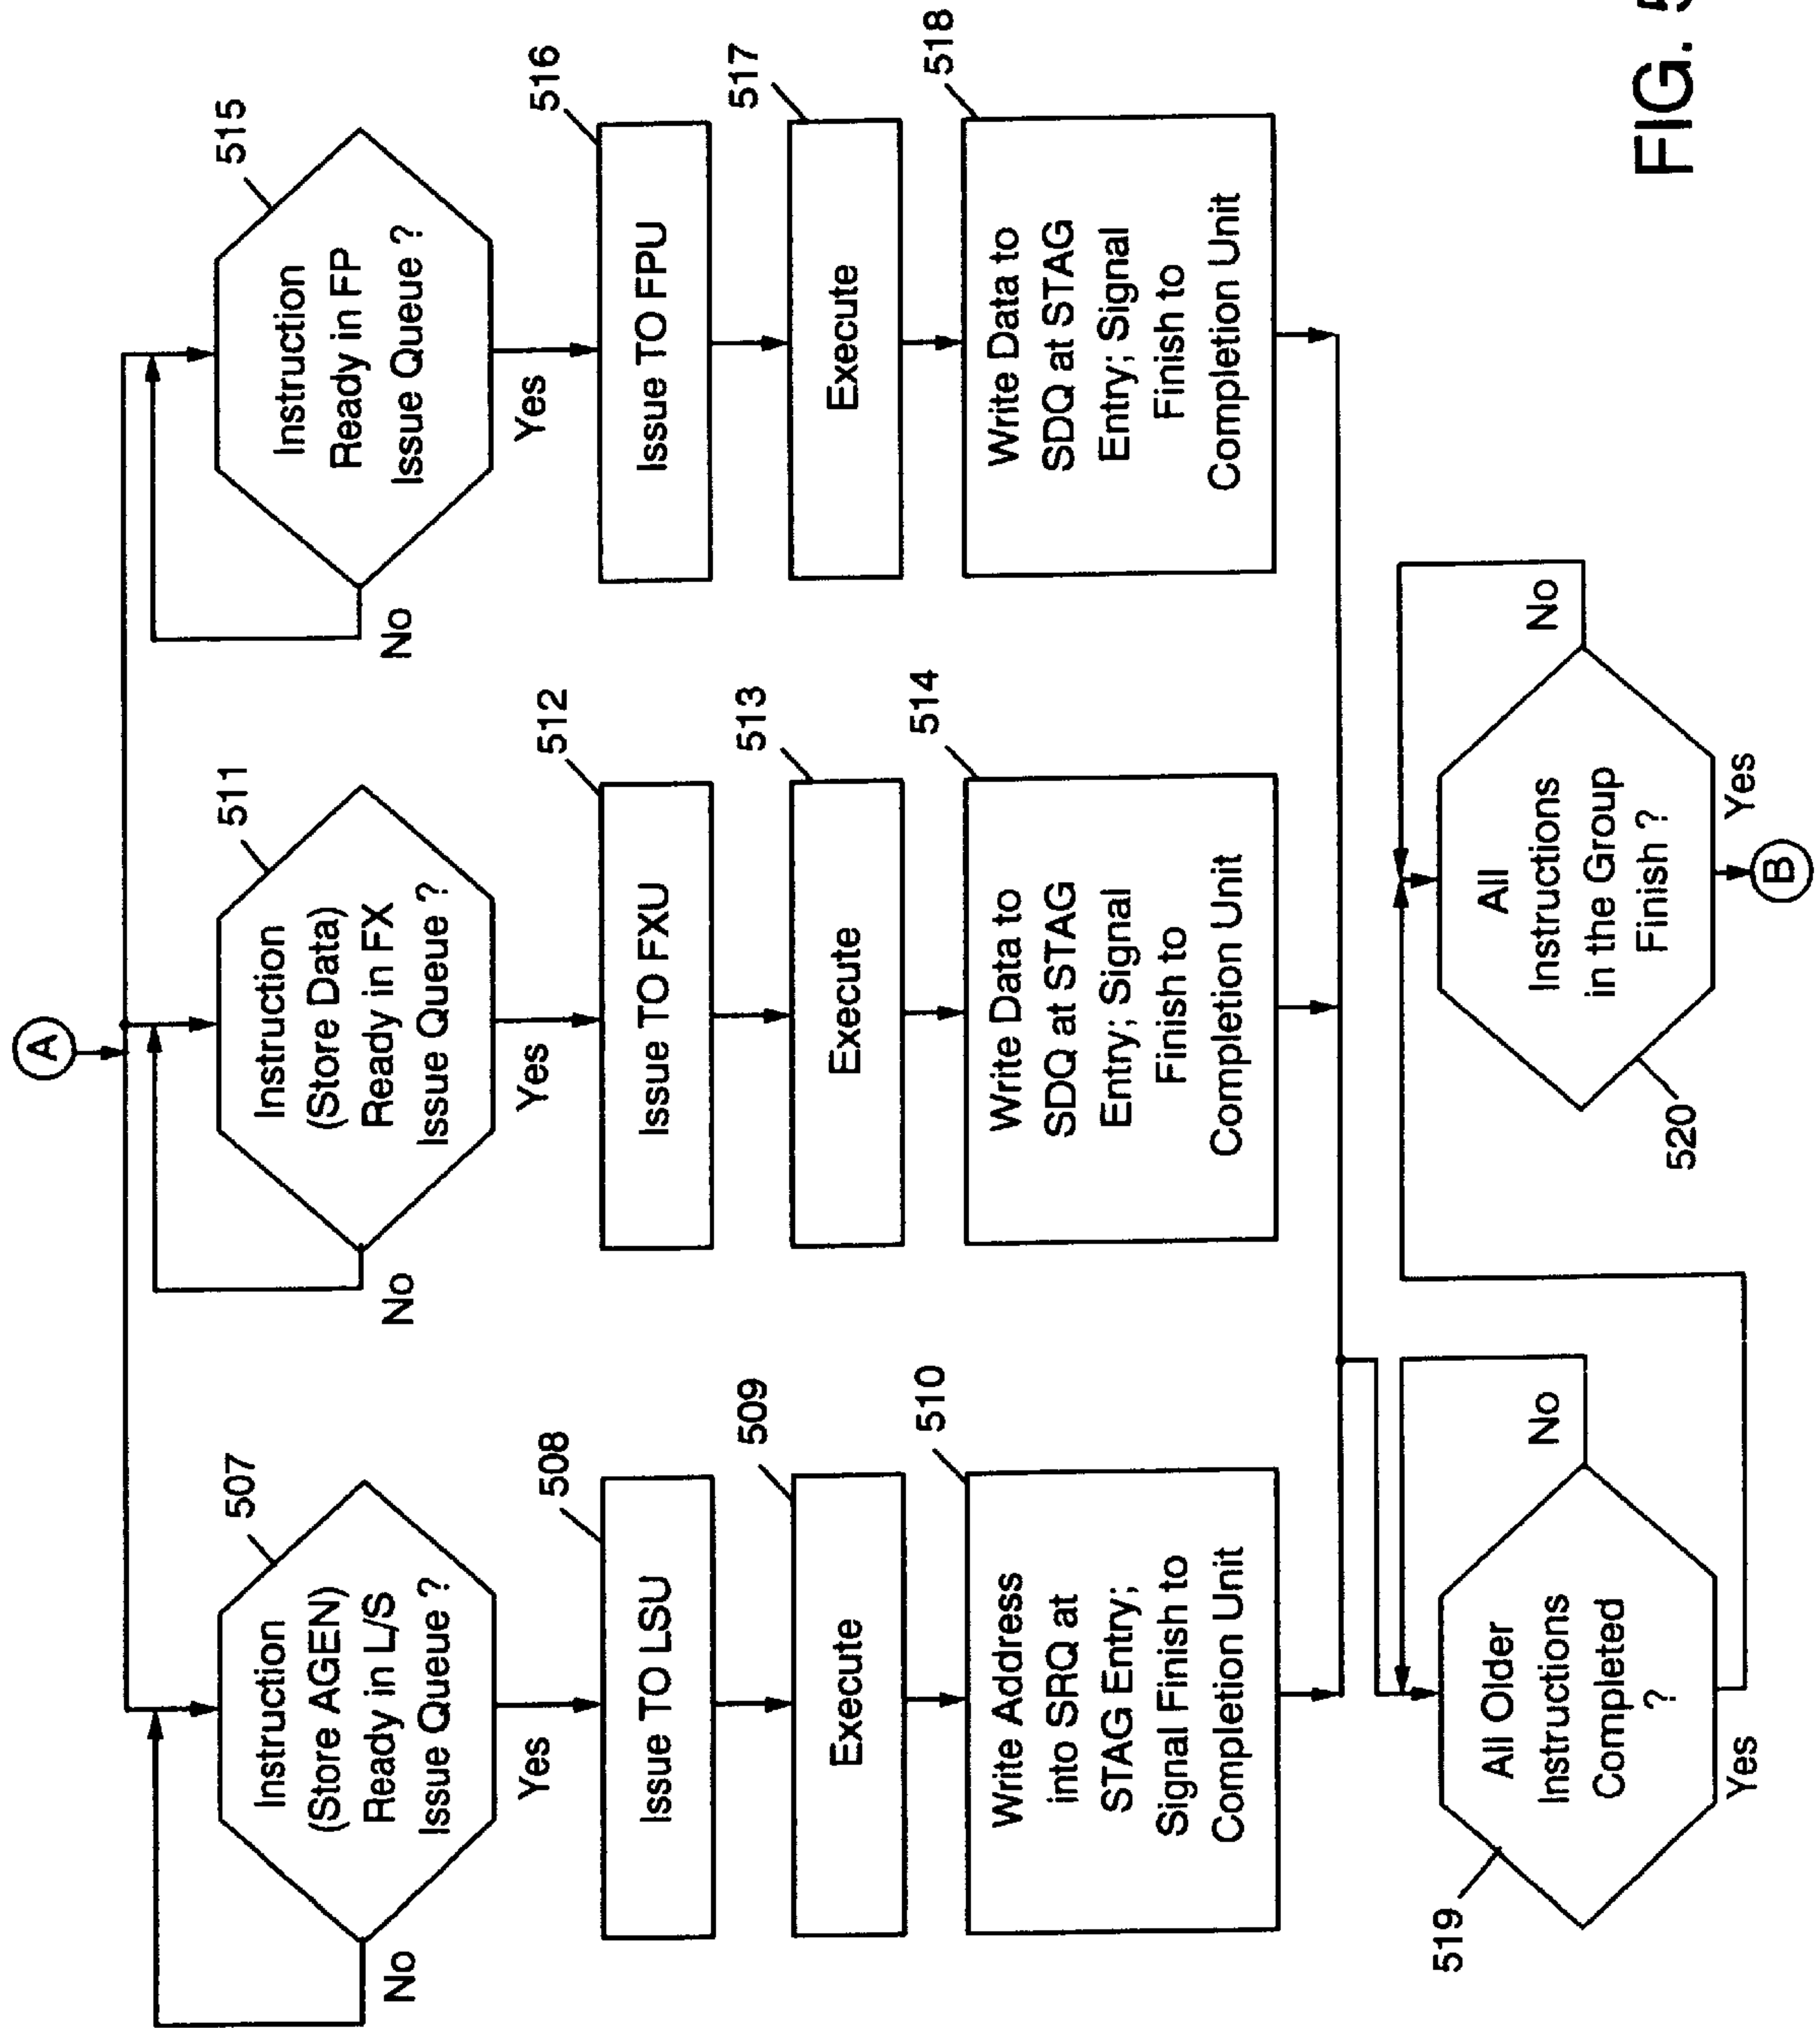 A
507
Instruction
(Store AGEN)
Ready in L/S
Issue Queue ?
No
Yes
508
Issue TO LSU
509
Execute
510
Write Address
into SRQ at
STAG Entry;
Signal Finish to
Completion Unit
511
Instruction
(Store Data)
Ready in FX
Issue Queue ?
No
Yes
512
Issue TO FXU
513
Execute
514
Write Data to
SDQ at STAG
Entry; Signal
Finish to
Completion Unit
515
Instruction
Ready in FP
Issue Queue ?
No
Yes
516
Issue TO FPU
517
Execute
518
Write Data to
SDQ at STAG
Entry; Signal
Finish to
Completion Unit
519
All Older
Instructions
Completed
?
No
Yes
520
All
Instructions
in the Group
Finish ?
No
Yes
B
FIG.